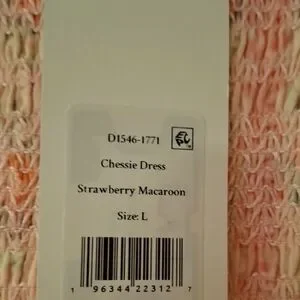 D1546-1771
Chessie Dress
Strawberry Macaroon
Size: L
1 96344 22312 7